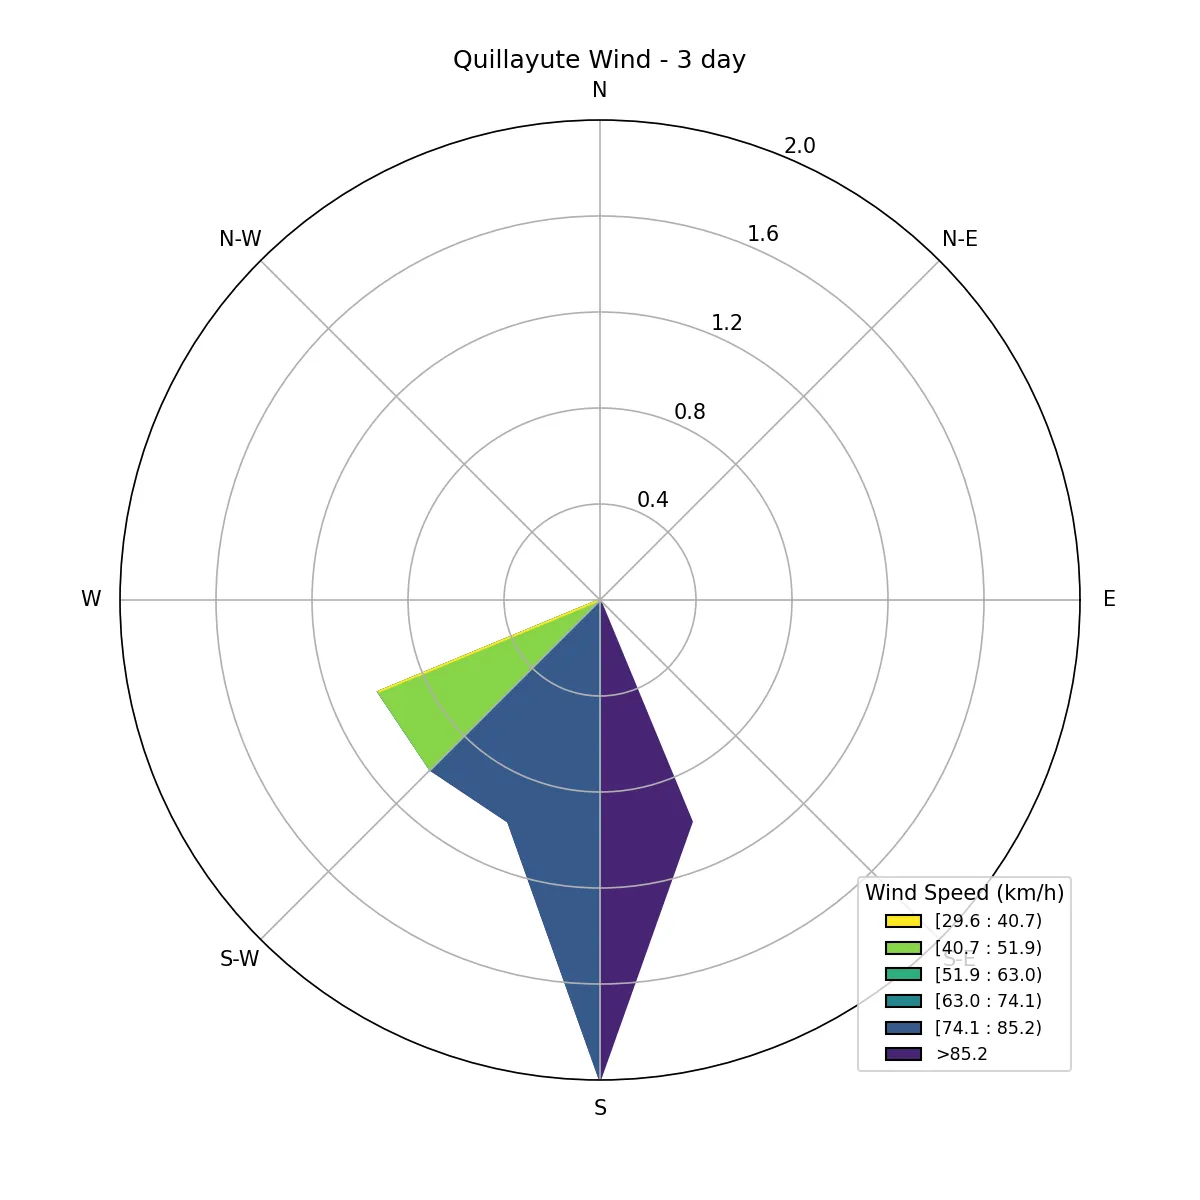 Quillayute Wind - 3 day
N
2.0
N-W
1.6
N-E
1.2
0.8
0.4
W
E
Wind Speed (km/h)
[29.6 : 40.7)
[40.7 : 51.9)
S-W
S-E
[51.9 : 63.0)
[63.0 : 74.1)
[74.1 : 85.2)
>85.2
S